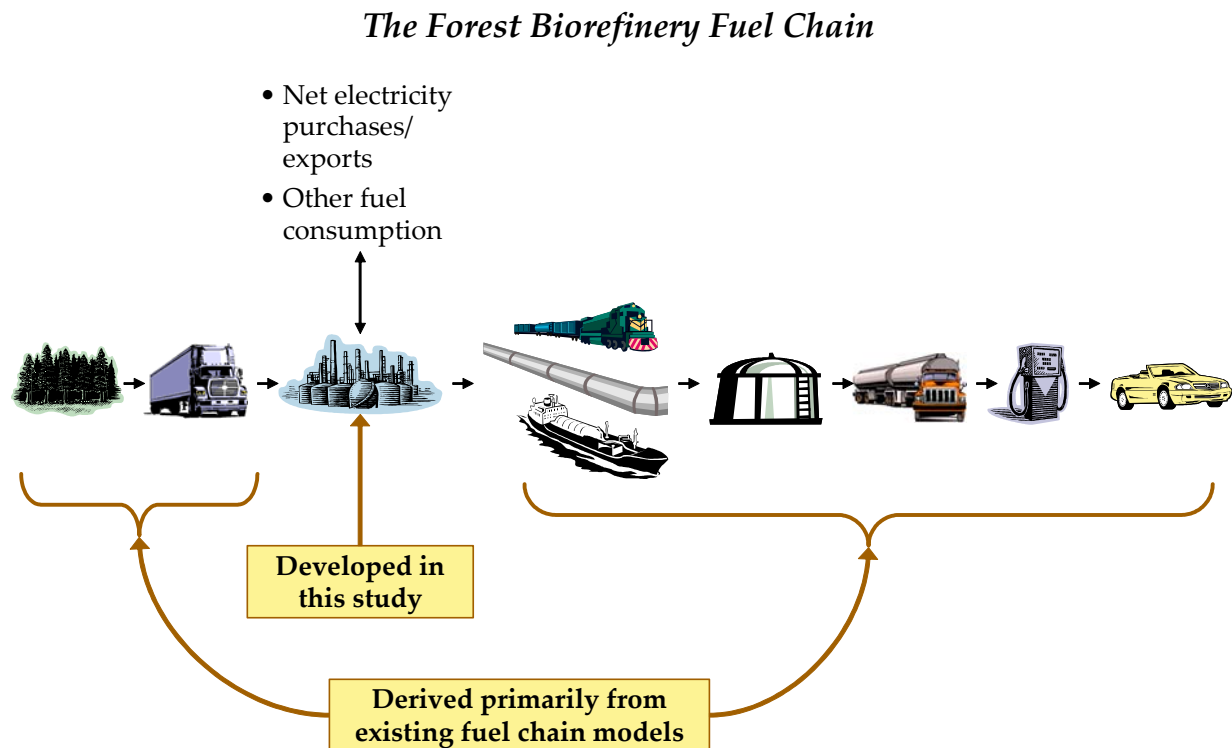 The Forest Biorefinery Fuel Chain
• Net electricity
purchases/
exports
• Other fuel
consumption
Developed in
this study
Derived primarily from
existing fuel chain models